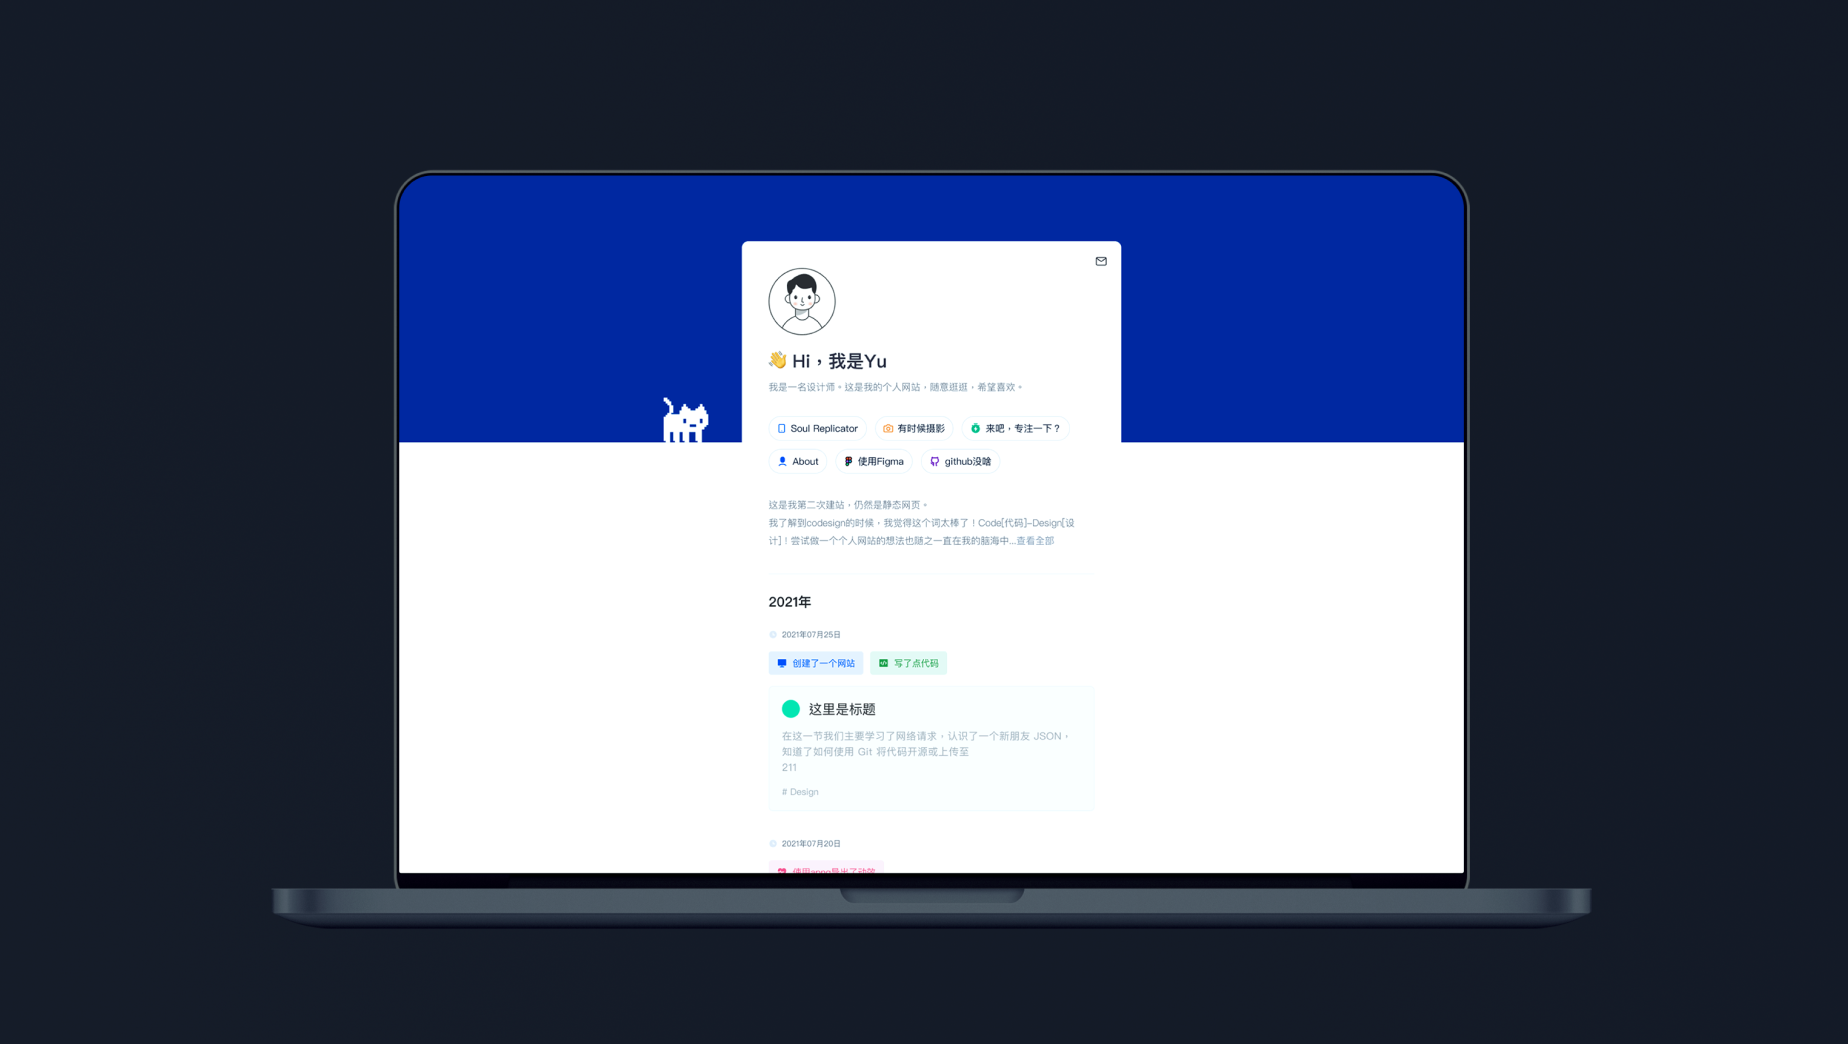 Hi，我是Yu
我是一名设计师。这是我的个人网站，随意逛逛，希望喜欢。
Soul Replicator 有时候摄影 来吧，专注一下？
About 使用Figma github没啥
这是我第二次建站，仍然是静态网页。
我了解到codesign的时候，我觉得这个词太棒了！Code[代码]-Design[设
计]！尝试做一个个人网站的想法也随之一直在我的脑海中...查看全部
2021年
2021年07月25日
创建了一个网站 写了点代码
这里是标题
在这一节我们主要学习了网络请求，认识了一个新朋友 JSON，
知道了如何使用 Git 将代码开源或上传至
211
# Design
2021年07月20日